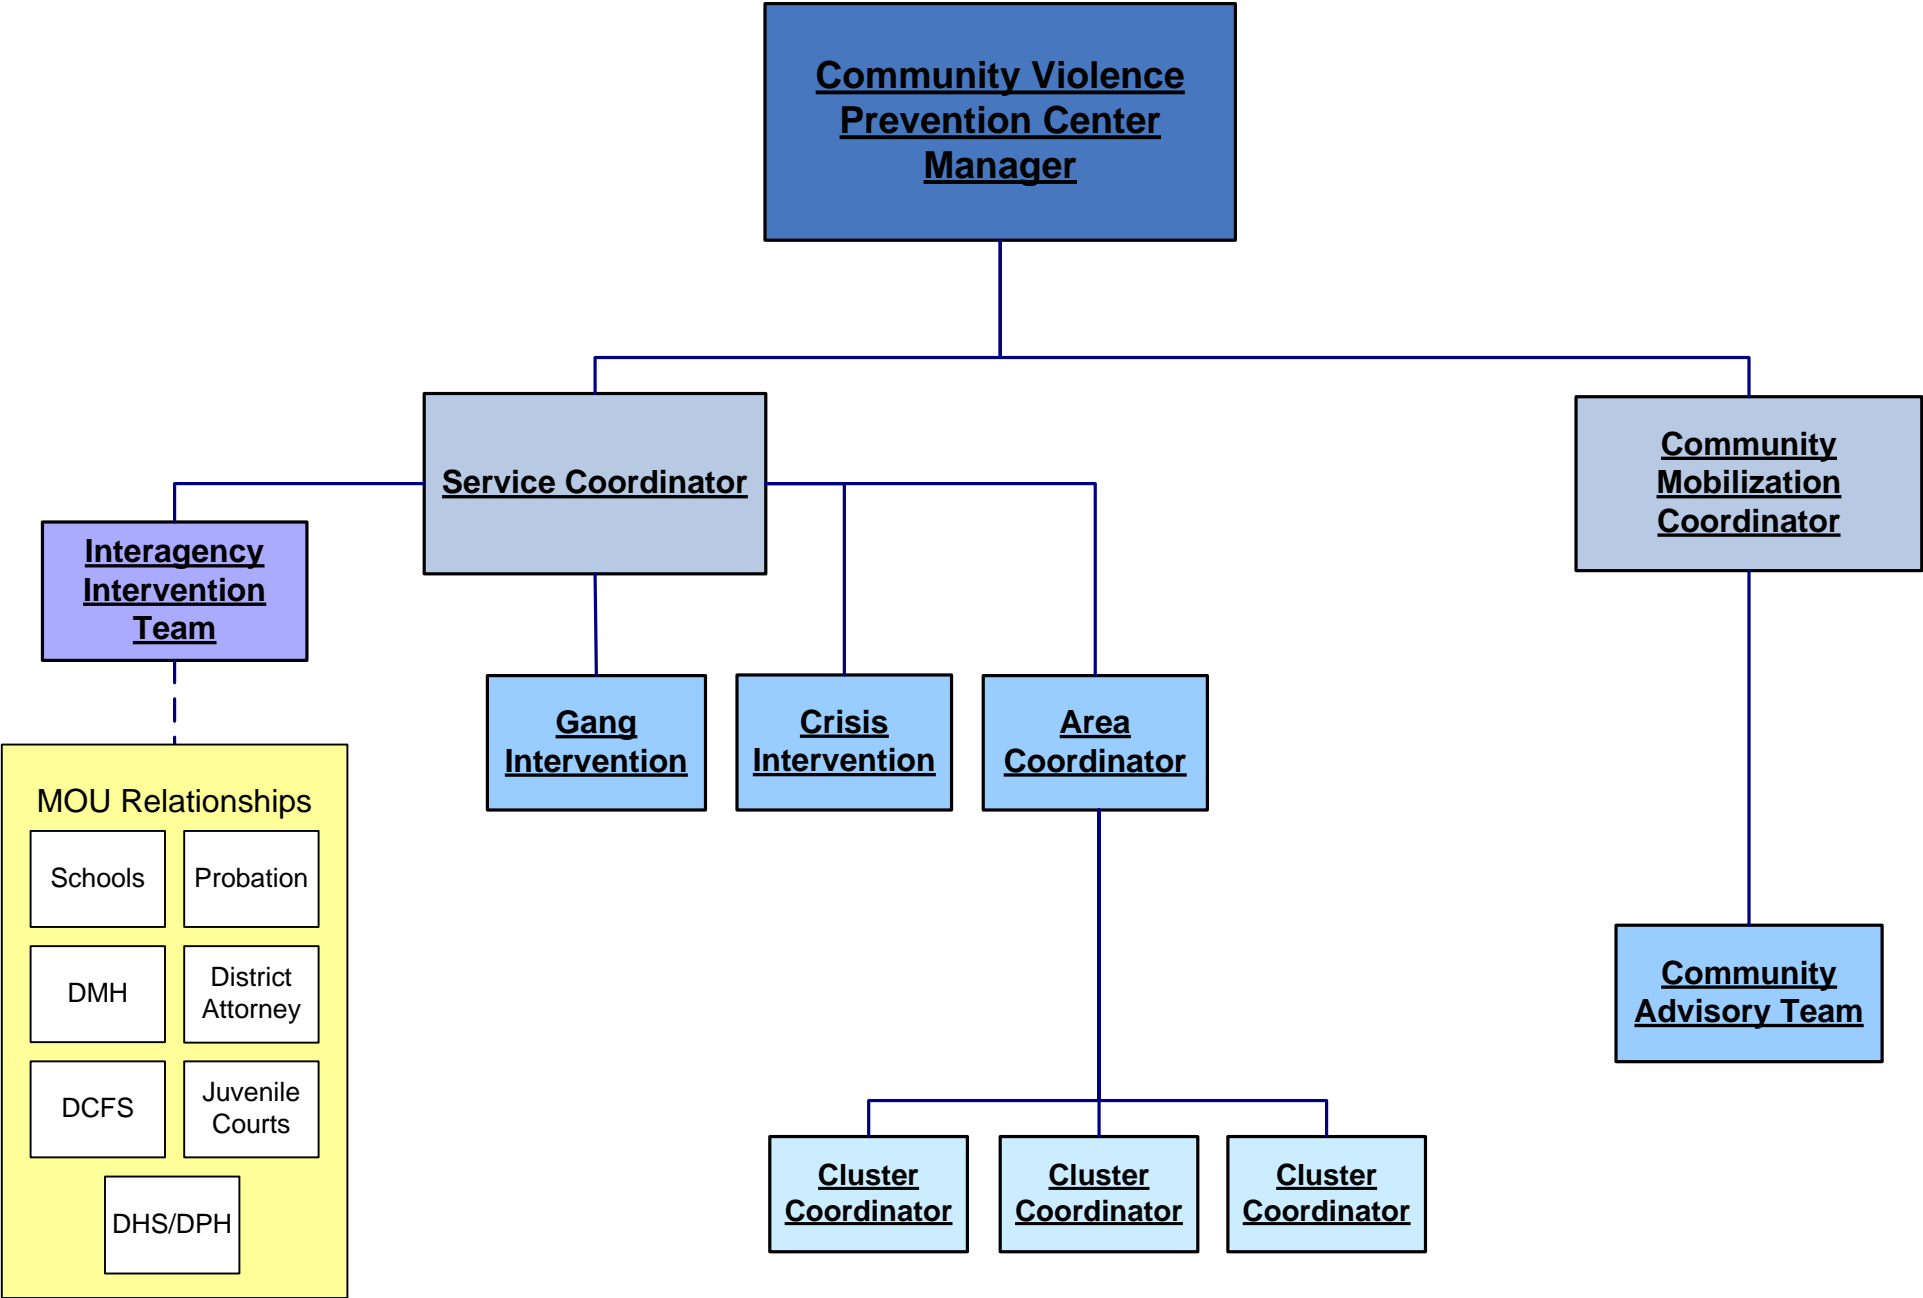 Community Violence
Prevention Center
Manager
Service Coordinator
Community
Mobilization
Coordinator
Interagency
Intervention
Team
Gang
Intervention
Crisis
Intervention
Area
Coordinator
MOU Relationships
Schools
Probation
DMH
District
Attorney
DCFS
Juvenile
Courts
DHS/DPH
Community
Advisory Team
Cluster
Coordinator
Cluster
Coordinator
Cluster
Coordinator